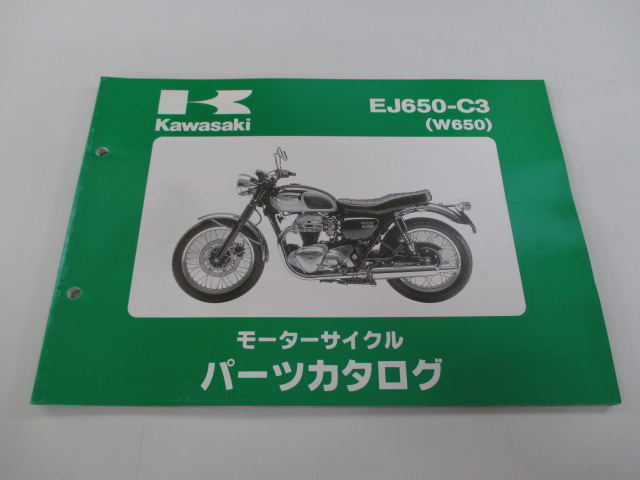 Kawasaki
EJ650-C3
(W650)
モーターサイクル
パーツカタログ